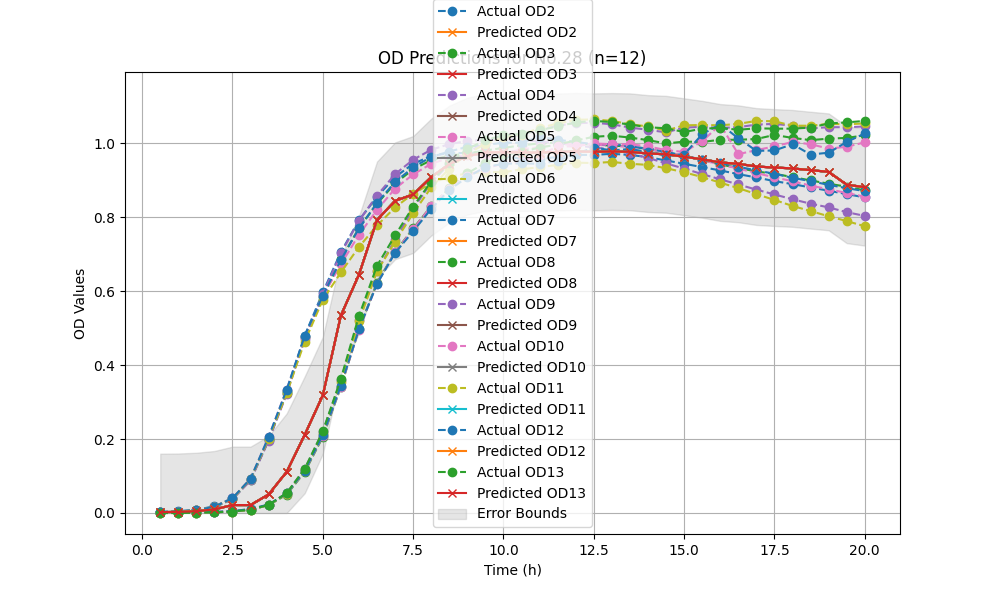 OD Predictions for No.28 (n=12)
Actual OD2
Predicted OD2
Actual OD3
Predicted OD3
Actual OD4
Predicted OD4
Actual OD5
Predicted OD5
Actual OD6
Predicted OD6
Actual OD7
Predicted OD7
Actual OD8
Predicted OD8
Actual OD9
Predicted OD9
Actual OD10
Predicted OD10
Actual OD11
Predicted OD11
Actual OD12
Predicted OD12
Actual OD13
Predicted OD13
Error Bounds
OD Values
1.0
0.8
0.6
0.4
0.2
0.0
0.0 2.5 5.0 7.5 10.0 12.5 15.0 17.5 20.0
Time (h)